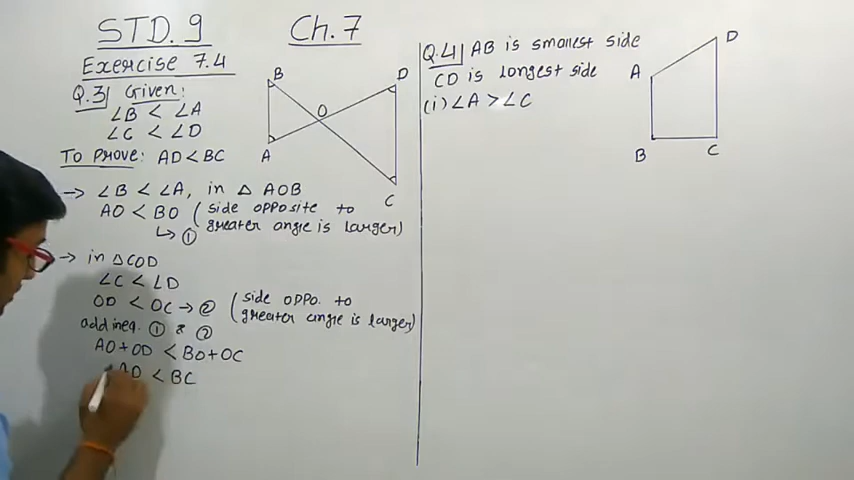 STD. 9
Ch. 7
Exercise 7.4
Q.3| Given:
∠B < ∠A
∠C < ∠D
To Prove: AD < BC
→ ∠B < ∠A, in △ AOB
AO < BO (side opposite to
greater angle is larger)
↳ ①
→ in △COD
∠C < ∠D
OD < OC → ② (side oppo. to
greater angle is larger)
add ineq. ① & ②
AO + OD < BO + OC
AD < BC
B
D
O
A
C
Q.4| AB is smallest side
CD is longest side
(i) ∠A > ∠C
D
A
B
C